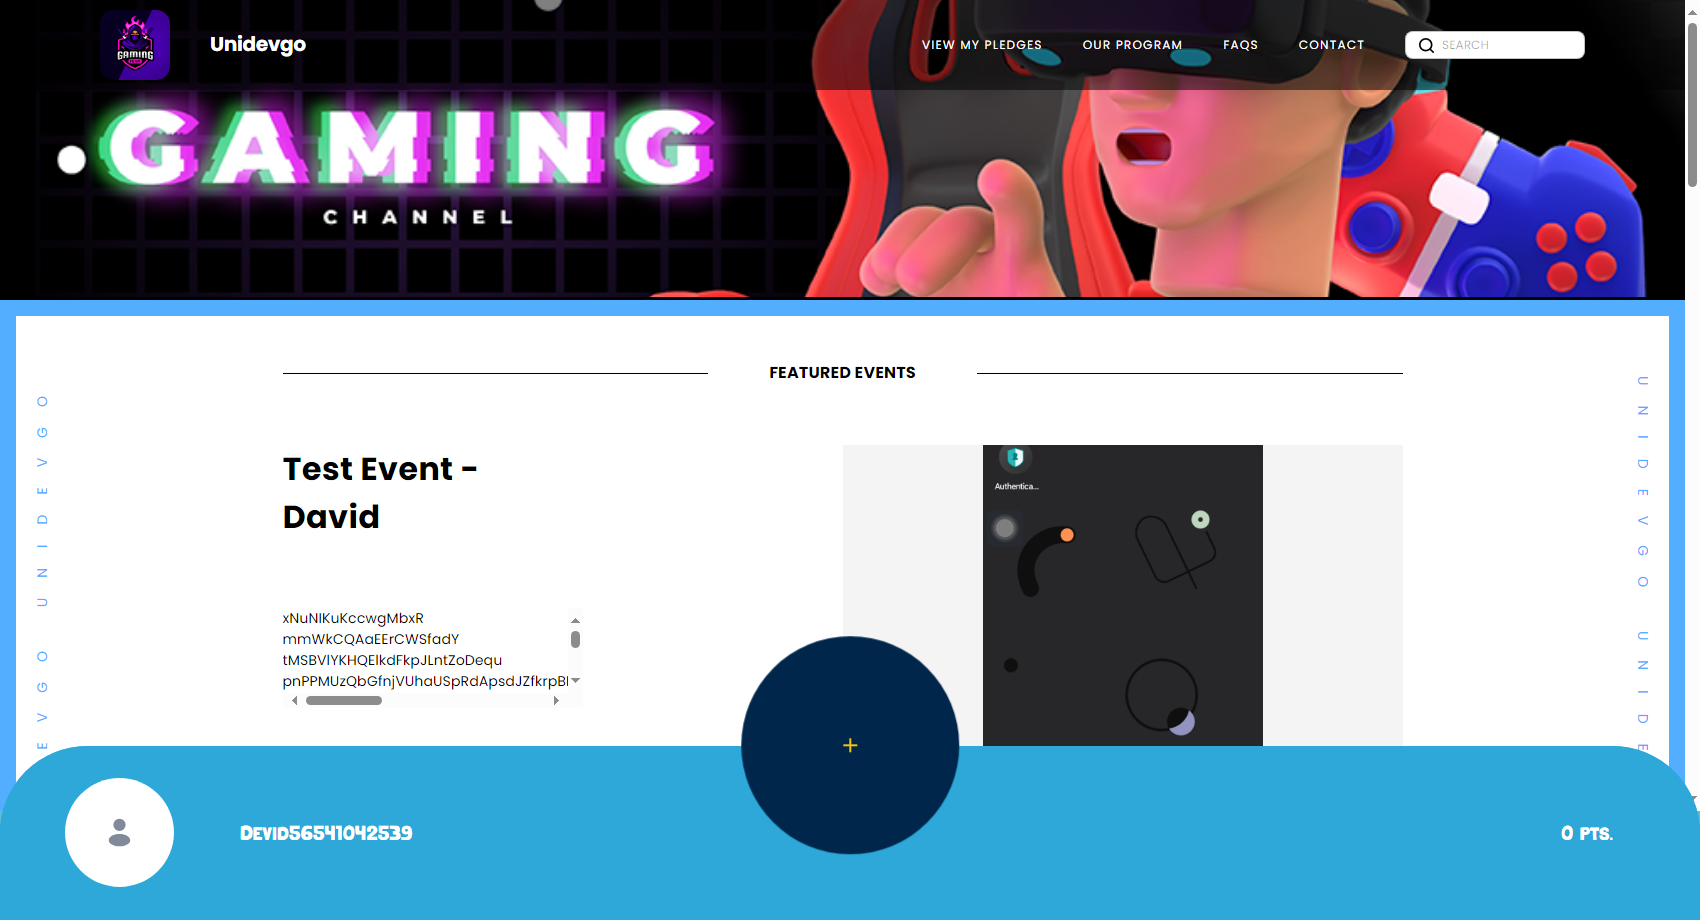 GAMING
Unidevgo
VIEW MY PLEDGES
OUR PROGRAM
FAQS
CONTACT
SEARCH
GAMING
CHANNEL
FEATURED EVENTS
UNIDEVGO
UNIDEVGO
UNIDEVGO
UNIDE
EVGO
Test Event -
David
Authentica...
xNuNIKuKccwgMbxR
mmWkCQAaEErCWSfadY
tMSBVlYKHQElkdFkpJLntZoDequ
pnPPMUzQbGfnjVUhaUSpRdApsdJZfkrpBl
Devid56541042539
0 PTS.